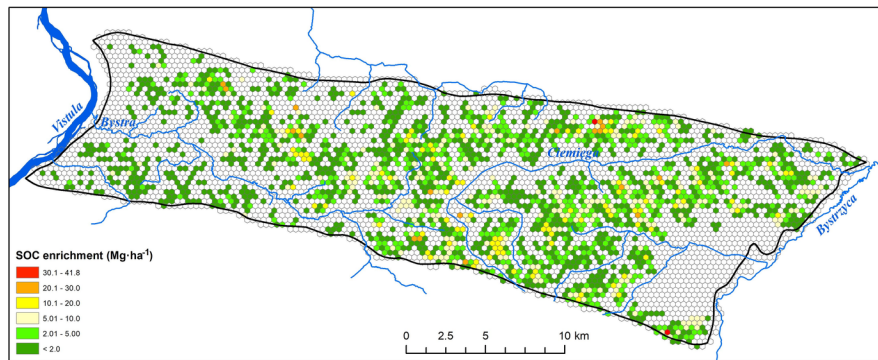 Vistula
Bystra
Ciemięga
Bystrzyca
SOC enrichment (Mg·ha⁻¹)
30.1 - 41.8
20.1 - 30.0
10.1 - 20.0
5.01 - 10.0
2.01 - 5.00
< 2.0
0 2.5 5 10 km